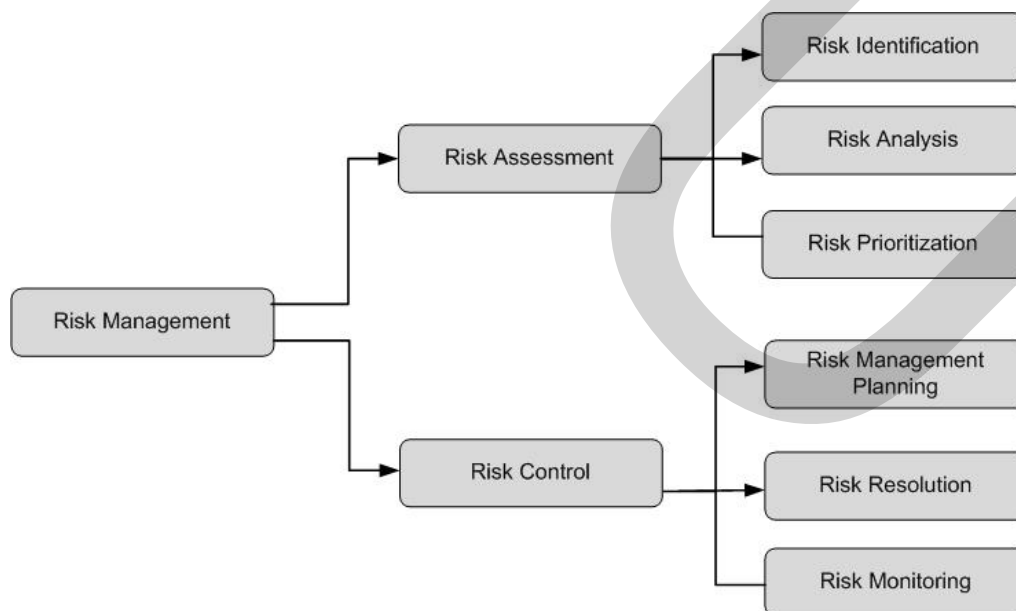 Risk Identification
Risk Analysis
Risk Assessment
Risk Prioritization
Risk Management
Risk Management
Planning
Risk Control
Risk Resolution
Risk Monitoring